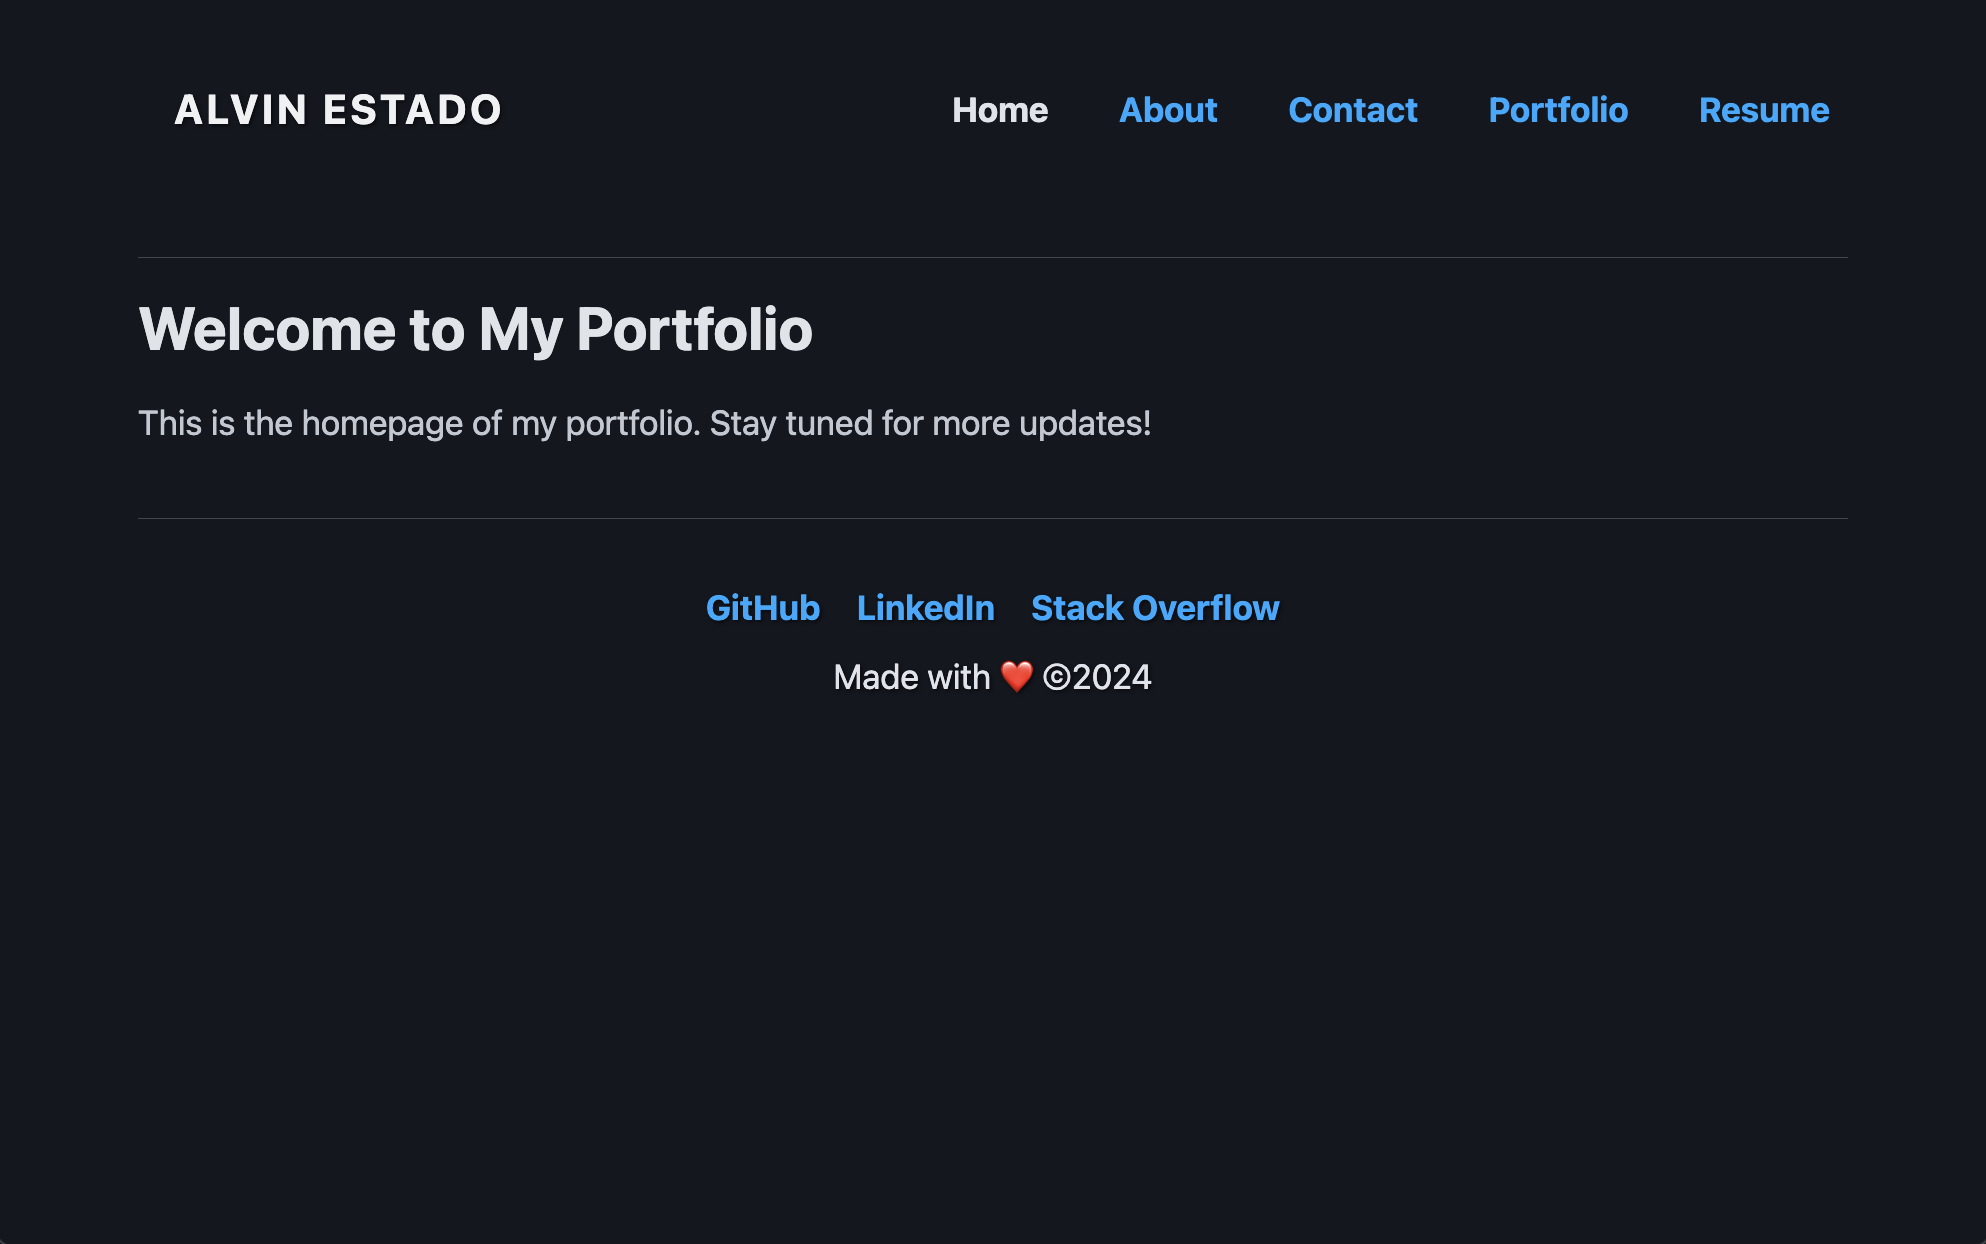 ALVIN ESTADO
Home About Contact Portfolio Resume
Welcome to My Portfolio
This is the homepage of my portfolio. Stay tuned for more updates!
GitHub LinkedIn Stack Overflow
Made with ❤️ ©2024